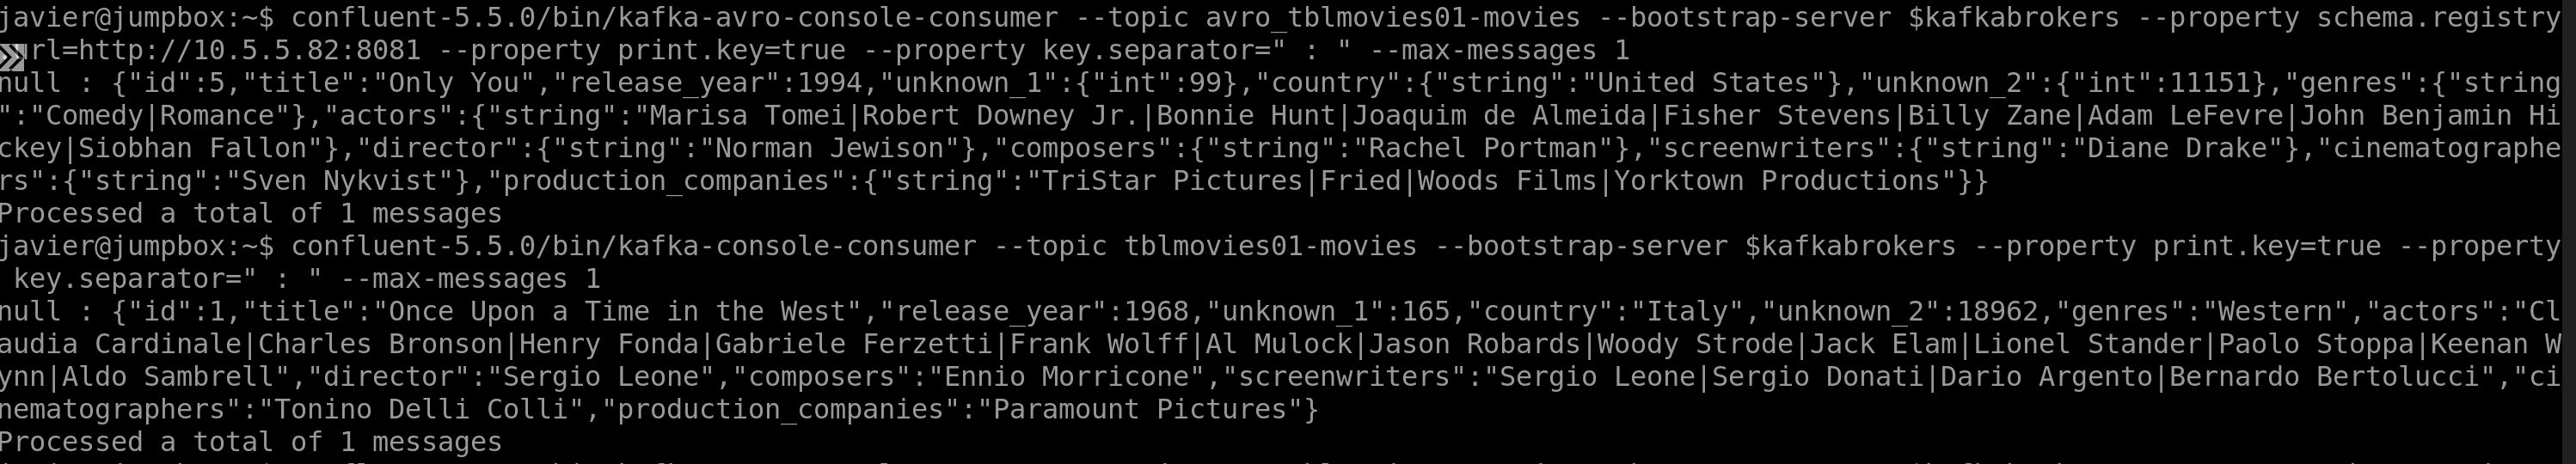 javier@jumpbox:~$ confluent-5.5.0/bin/kafka-avro-console-consumer --topic avro_tblmovies01-movies --bootstrap-server $kafkabrokers --property schema.registry
url=http://10.5.5.82:8081 --property print.key=true --property key.separator=" : " --max-messages 1
null : {"id":5,"title":"Only You","release_year":1994,"unknown_1":{"int":99},"country":{"string":"United States"},"unknown_2":{"int":11151},"genres":{"string
":"Comedy|Romance"},"actors":{"string":"Marisa Tomei|Robert Downey Jr.|Bonnie Hunt|Joaquim de Almeida|Fisher Stevens|Billy Zane|Adam LeFevre|John Benjamin Hi
ckey|Siobhan Fallon"},"director":{"string":"Norman Jewison"},"composers":{"string":"Rachel Portman"},"screenwriters":{"string":"Diane Drake"},"cinematographe
rs":{"string":"Sven Nykvist"},"production_companies":{"string":"TriStar Pictures|Fried|Woods Films|Yorktown Productions"}}
Processed a total of 1 messages
javier@jumpbox:~$ confluent-5.5.0/bin/kafka-console-consumer --topic tblmovies01-movies --bootstrap-server $kafkabrokers --property print.key=true --property
 key.separator=" : " --max-messages 1
null : {"id":1,"title":"Once Upon a Time in the West","release_year":1968,"unknown_1":165,"country":"Italy","unknown_2":18962,"genres":"Western","actors":"Cl
audia Cardinale|Charles Bronson|Henry Fonda|Gabriele Ferzetti|Frank Wolff|Al Mulock|Jason Robards|Woody Strode|Jack Elam|Lionel Stander|Paolo Stoppa|Keenan W
ynn|Aldo Sambrell","director":"Sergio Leone","composers":"Ennio Morricone","screenwriters":"Sergio Leone|Sergio Donati|Dario Argento|Bernardo Bertolucci","ci
nematographers":"Tonino Delli Colli","production_companies":"Paramount Pictures"}
Processed a total of 1 messages